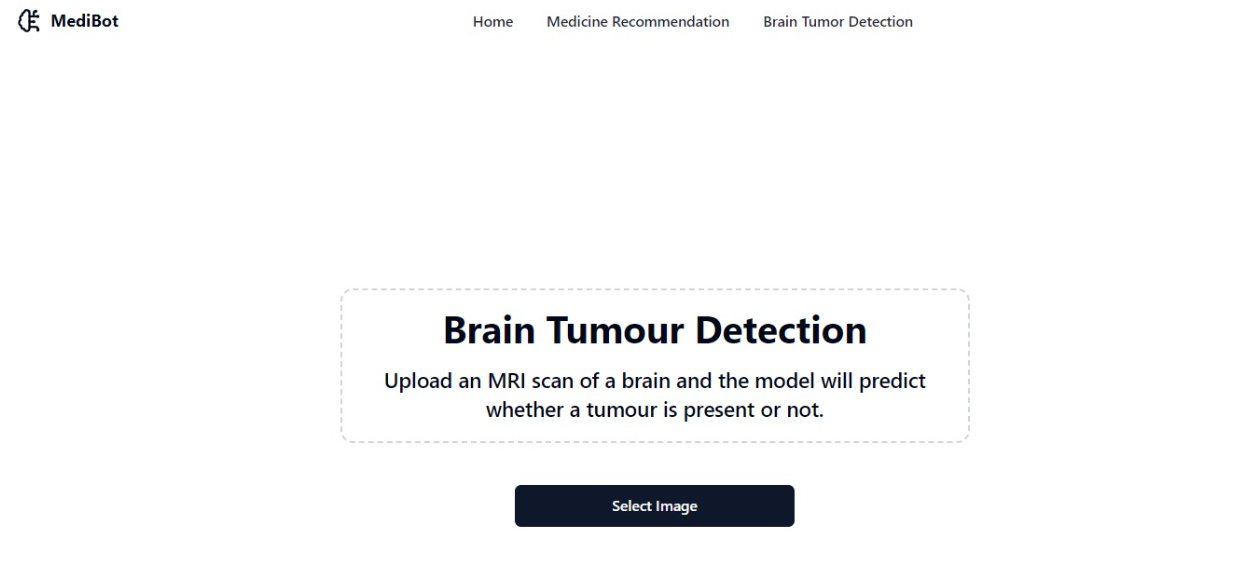 MediBot
Home Medicine Recommendation Brain Tumor Detection
Brain Tumour Detection
Upload an MRI scan of a brain and the model will predict
whether a tumour is present or not.
Select Image